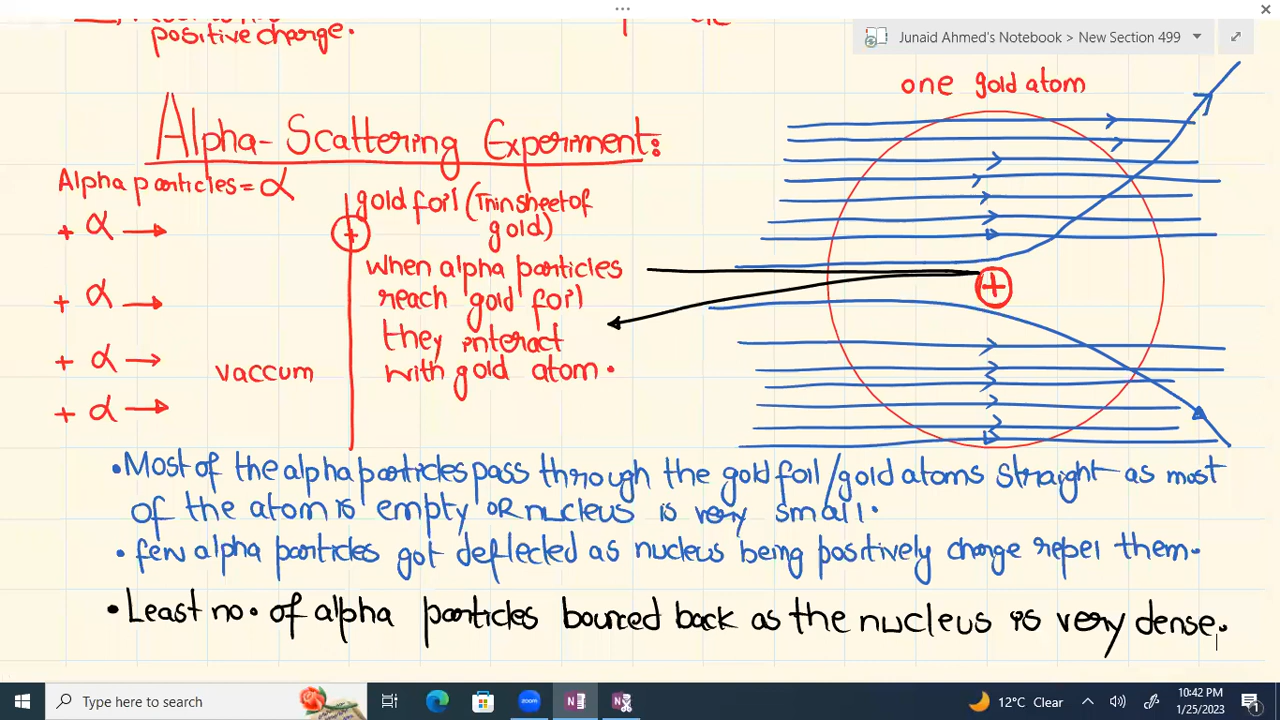 Junaid Ahmed's Notebook > New Section 499
positive charge.
one gold atom
Alpha-Scattering Experiment:
Alpha particles = α
gold foil (Thin sheet of
gold)
+ α →
+
when alpha particles
reach gold foil
they interact
with gold atom.
+ α →
+ α →
vaccum
+ α →
+
•Most of the alpha particles pass through the gold foil/gold atoms straight as most
of the atom is empty OR nucleus is very small.
• few alpha particles got deflected as nucleus being positively charge repel them.
•Least no. of alpha particles bounced back as the nucleus is very dense.
Type here to search
zoom
12°C Clear
10:42 PM
1/25/2023
1